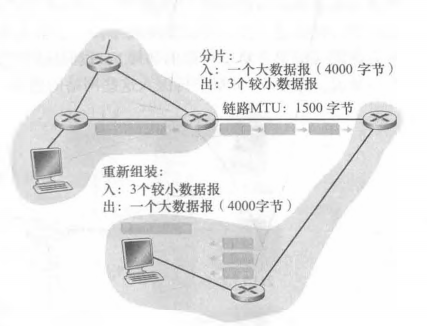 分片：
入：一个大数据报（4000 字节）
出：3个较小数据报
链路MTU：1500 字节
重新组装：
入：3个较小数据报
出：一个大数据报（4000字节）